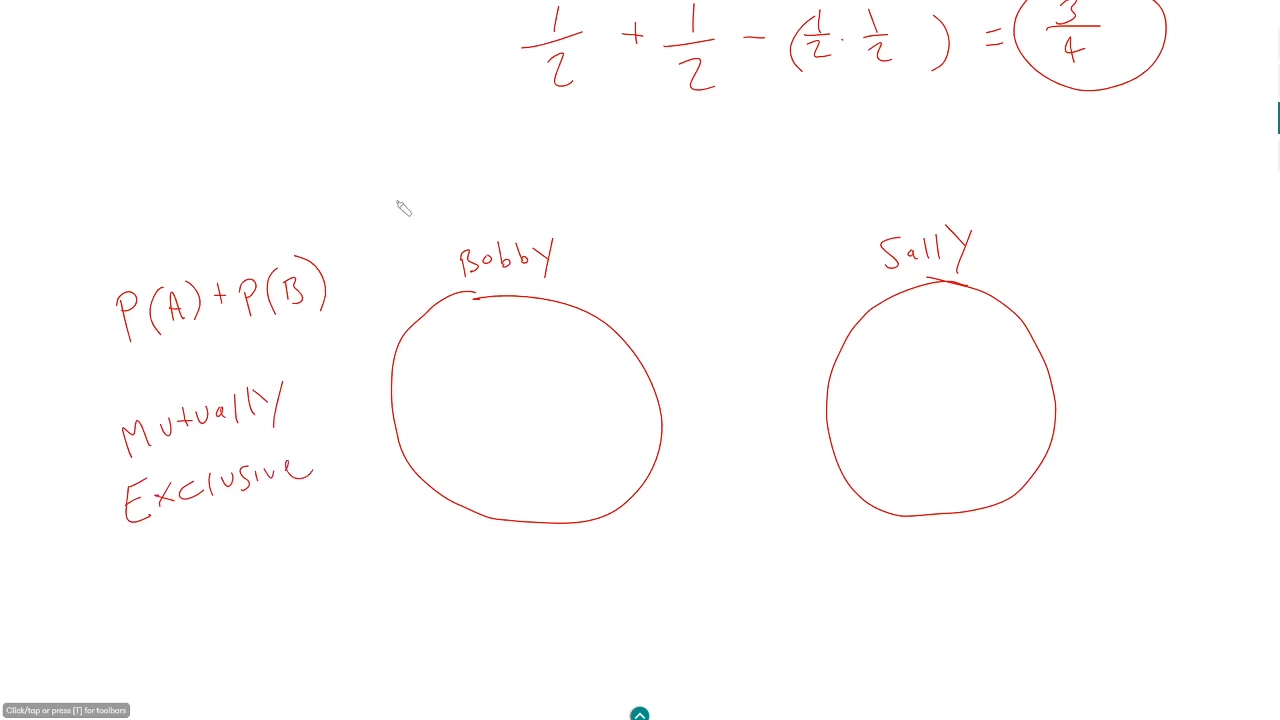 1/2 + 1/2 - (1/2 · 1/2) = 3/4
Bobby
Sally
P(A) + P(B)
Mutually
Exclusive
Click/tap or press [T] for toolbars